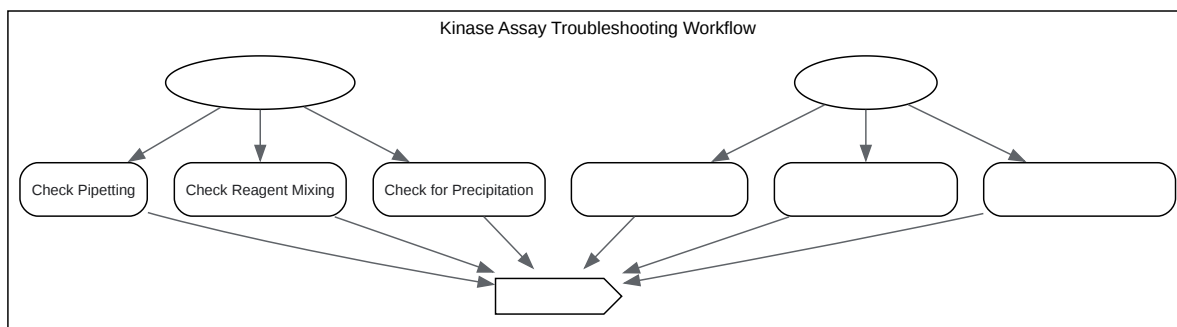 Kinase Assay Troubleshooting Workflow
Check Pipetting
Check Reagent Mixing
Check for Precipitation